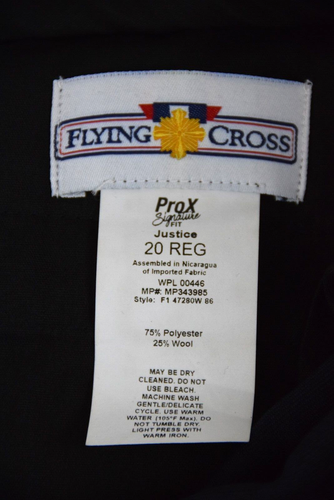 FLYING CROSS
ProX
Signature
FIT
Justice
20 REG
Assembled in Nicaragua
of Imported Fabric
WPL 00446
MP#: MP343985
Style: F1 47280W 86
75% Polyester
25% Wool
MAY BE DRY
CLEANED. DO NOT
USE BLEACH.
MACHINE WASH
GENTLE/DELICATE
CYCLE. USE WARM
WATER (105°F Max). DO
NOT TUMBLE DRY.
LIGHT PRESS WITH
WARM IRON.